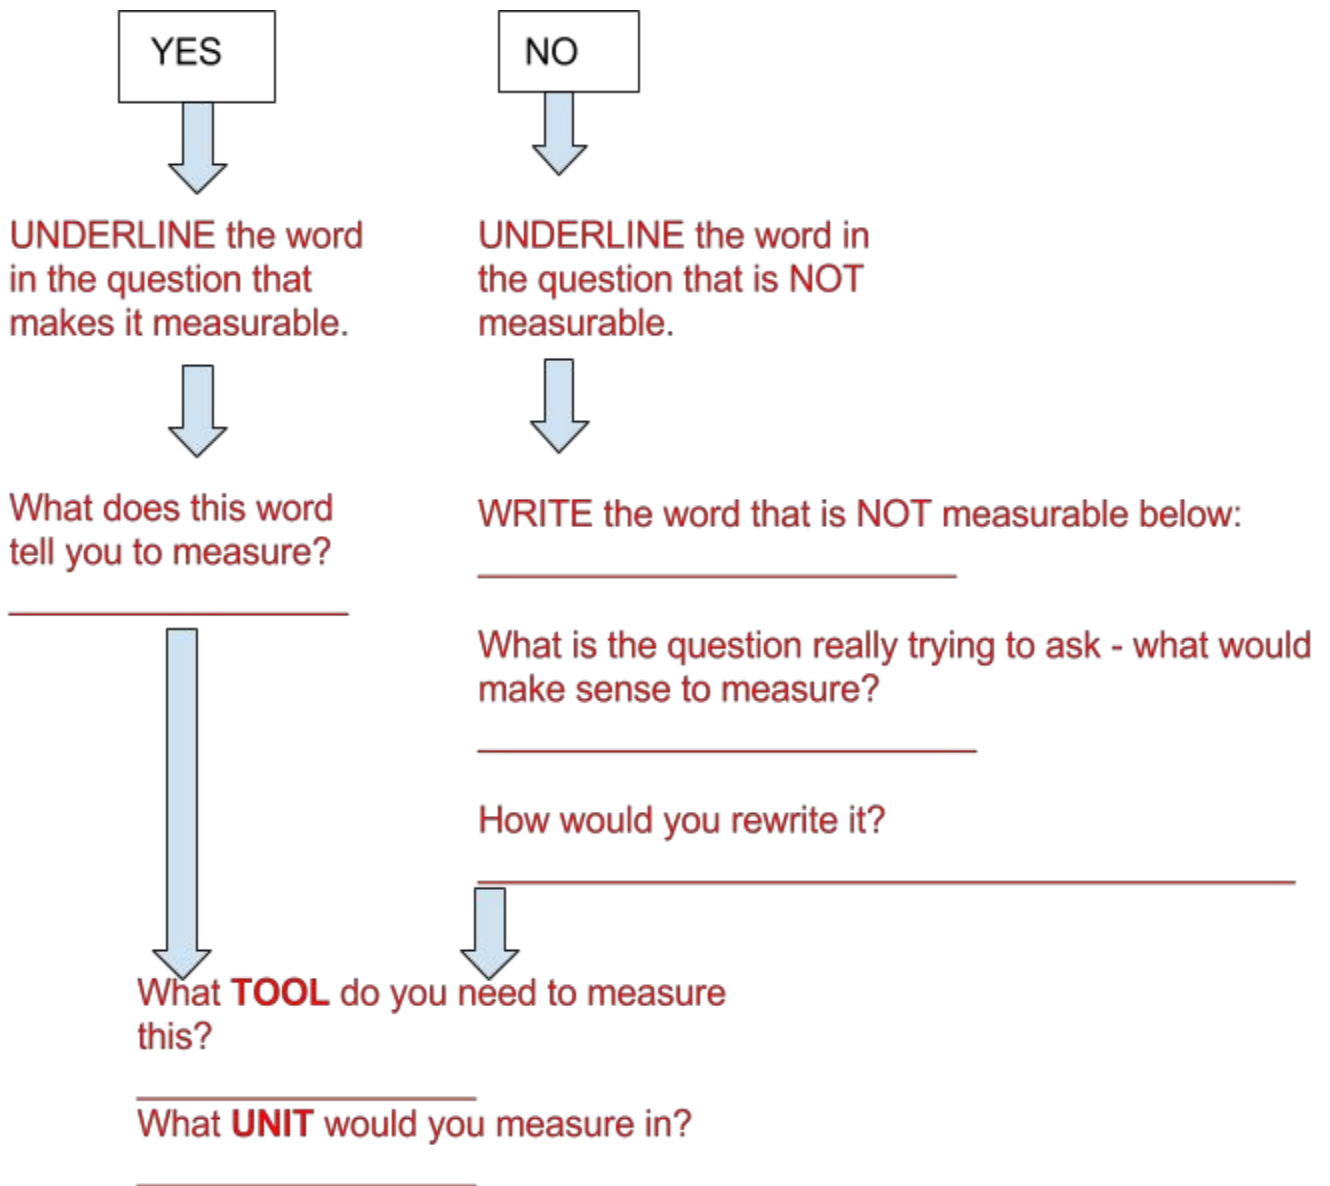 YES
NO
UNDERLINE the word
in the question that
makes it measurable.
UNDERLINE the word in
the question that is NOT
measurable.
What does this word
tell you to measure?
WRITE the word that is NOT measurable below:
What is the question really trying to ask - what would
make sense to measure?
How would you rewrite it?
What TOOL do you need to measure
this?
What UNIT would you measure in?